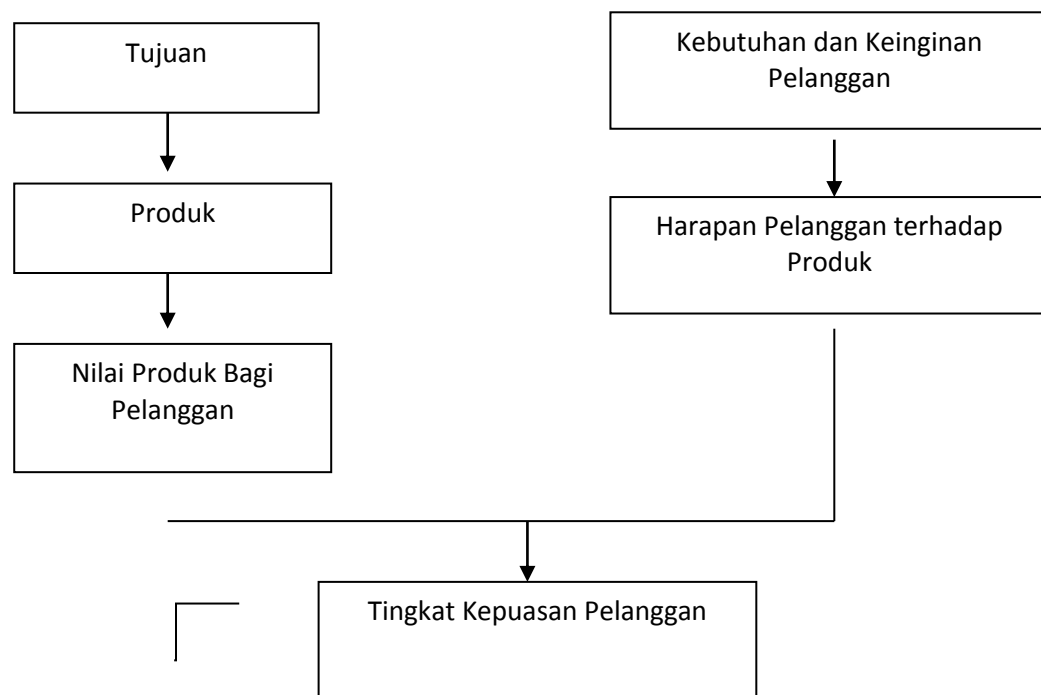 Tujuan
Kebutuhan dan Keinginan
Pelanggan
Produk
Harapan Pelanggan terhadap
Produk
Nilai Produk Bagi
Pelanggan
Tingkat Kepuasan Pelanggan